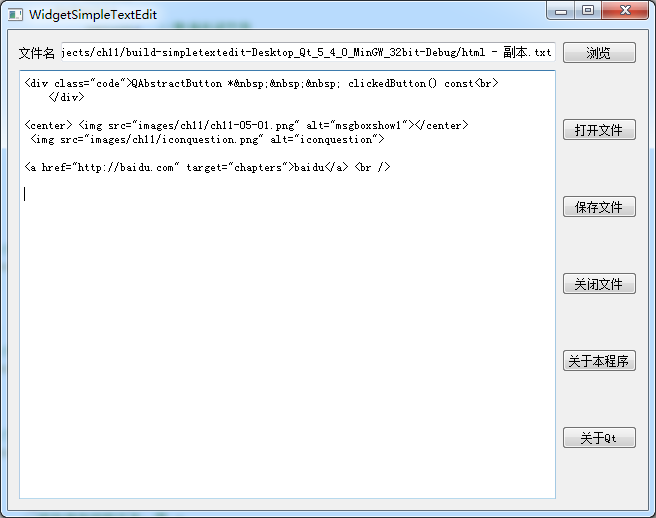 WidgetSimpleTextEdit
文件名 jects/ch11/build-simpletextedit-Desktop_Qt_5_4_0_MinGW_32bit-Debug/html - 副本.txt 浏览
<div class="code">QAbstractButton *&nbsp;&nbsp;&nbsp; clickedButton() const<br>
</div>
打开文件
<center> <img src="images/ch11/ch11-05-01.png" alt="msgboxshow1"></center>
<img src="images/ch11/iconquestion.png" alt="iconquestion">
<a href="http://baidu.com" target="chapters">baidu</a> <br />
保存文件
关闭文件
关于本程序
关于Qt